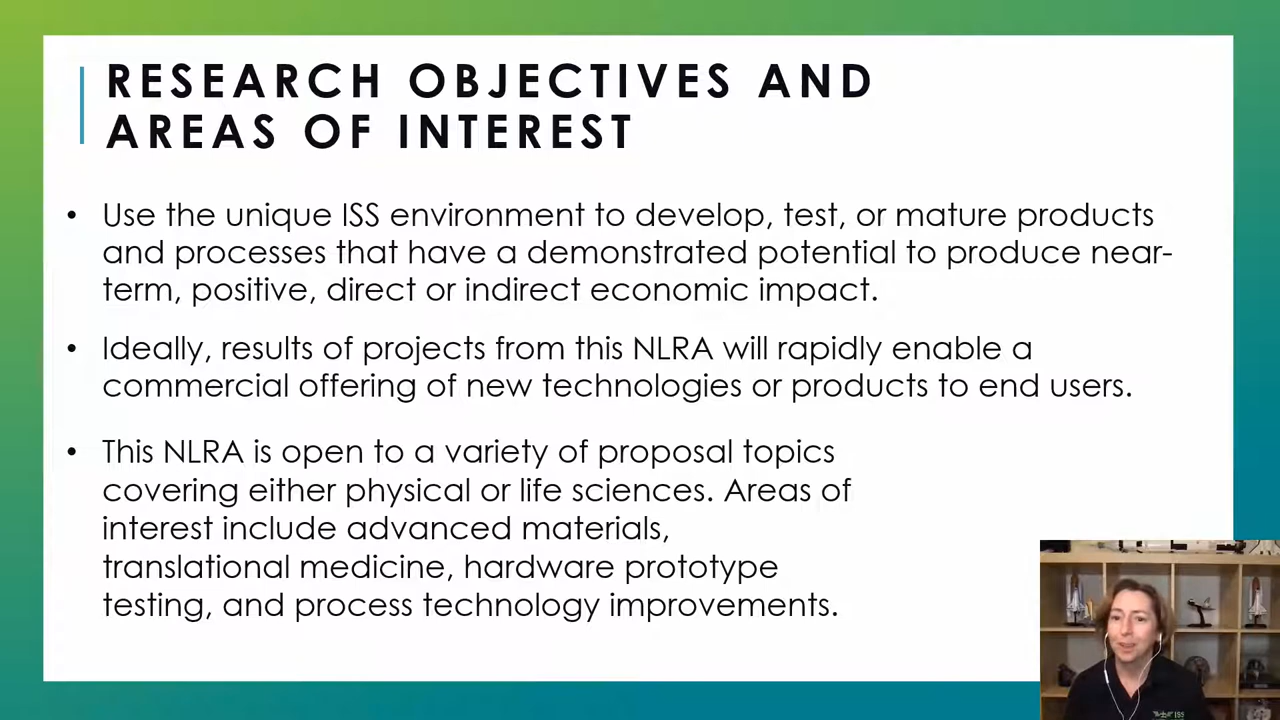 RESEARCH OBJECTIVES AND
AREAS OF INTEREST
• Use the unique ISS environment to develop, test, or mature products
and processes that have a demonstrated potential to produce near-
term, positive, direct or indirect economic impact.
• Ideally, results of projects from this NLRA will rapidly enable a
commercial offering of new technologies or products to end users.
• This NLRA is open to a variety of proposal topics
covering either physical or life sciences. Areas of
interest include advanced materials,
translational medicine, hardware prototype
testing, and process technology improvements.
ISS